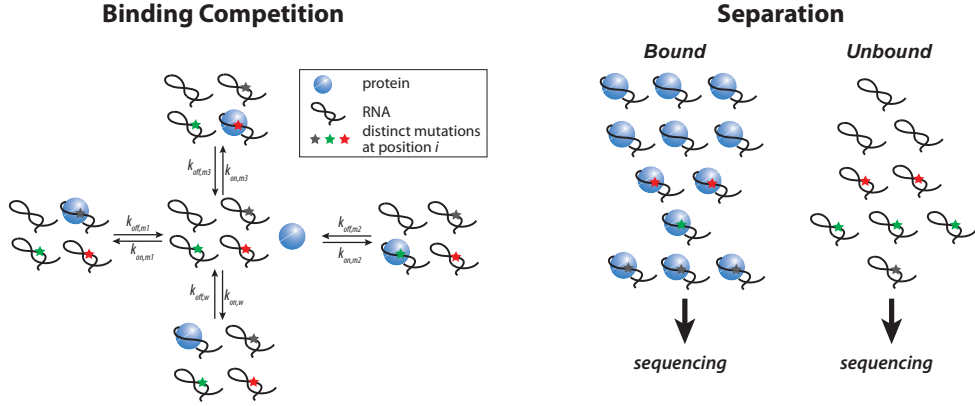 Binding Competition
Separation
protein
RNA
distinct mutations
at position i
Bound
Unbound
k_off,m3
k_on,m3
k_off,m1
k_on,m1
k_off,m2
k_on,m2
k_off,w
k_on,w
sequencing
sequencing